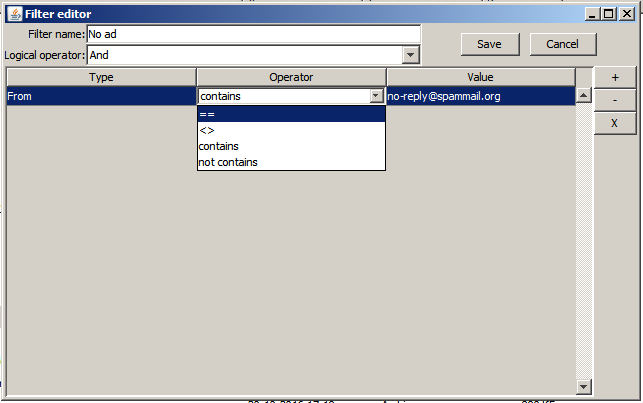 Filter editor
Filter name: No ad
Save Cancel
Logical operator: And
Type Operator Value
+
From contains no-reply@spammail.org
-
==
X
<>
contains
not contains